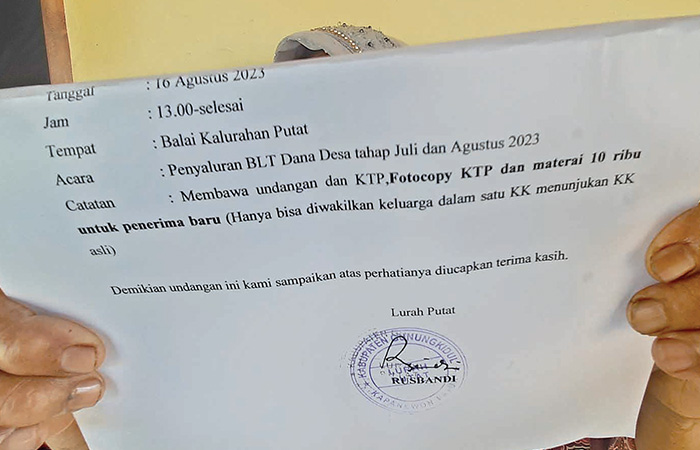 Tanggal : 16 Agustus 2023
Jam : 13.00-selesai
Tempat : Balai Kalurahan Putat
Acara : Penyaluran BLT Dana Desa tahap Juli dan Agustus 2023
Catatan : Membawa undangan dan KTP,Fotocopy KTP dan materai 10 ribu
untuk penerima baru (Hanya bisa diwakilkan keluarga dalam satu KK menunjukan KK
asli)
Demikian undangan ini kami sampaikan atas perhatianya diucapkan terima kasih.
Lurah Putat
KABUPATEN GUNUNGKIDUL
RUSBANDI